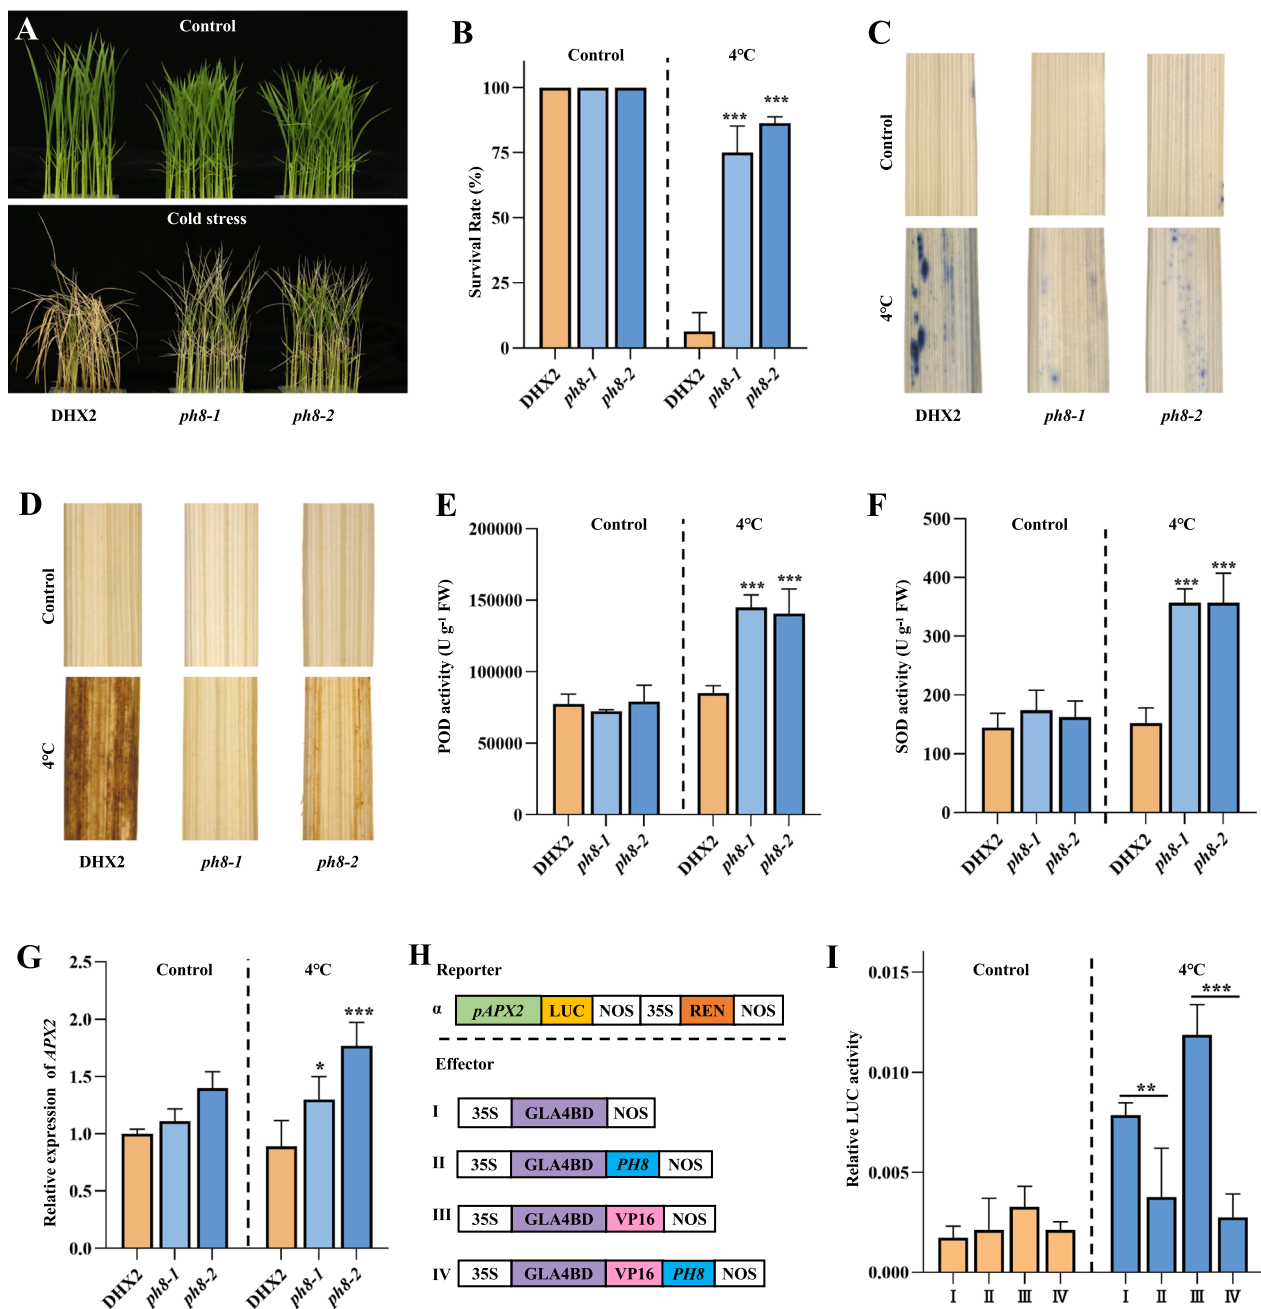 A
Control
Cold stress
DHX2 ph8-1 ph8-2
B
Control 4℃
Survival Rate (%)
100
75
50
25
0
*** ***
DHX2 ph8-1 ph8-2 DHX2 ph8-1 ph8-2
C
Control
4℃
DHX2 ph8-1 ph8-2
D
Control
4℃
DHX2 ph8-1 ph8-2
E
Control 4℃
POD activity (U g⁻¹ FW)
200000
150000
100000
50000
0
*** ***
DHX2 ph8-1 ph8-2 DHX2 ph8-1 ph8-2
F
Control 4℃
SOD activity (U g⁻¹ FW)
500
400
300
200
100
0
*** ***
DHX2 ph8-1 ph8-2 DHX2 ph8-1 ph8-2
G
Control 4℃
Relative expression of APX2
2.5
2.0
1.5
1.0
0.5
0.0
* ***
DHX2 ph8-1 ph8-2 DHX2 ph8-1 ph8-2
H
Reporter
α pAPX2 LUC NOS 35S REN NOS
Effector
I 35S GLA4BD NOS
II 35S GLA4BD PH8 NOS
III 35S GLA4BD VP16 NOS
IV 35S GLA4BD VP16 PH8 NOS
I
Control 4℃
Relative LUC activity
0.015
0.010
0.005
0.000
** ***
Ⅰ Ⅱ Ⅲ Ⅳ Ⅰ Ⅱ Ⅲ Ⅳ